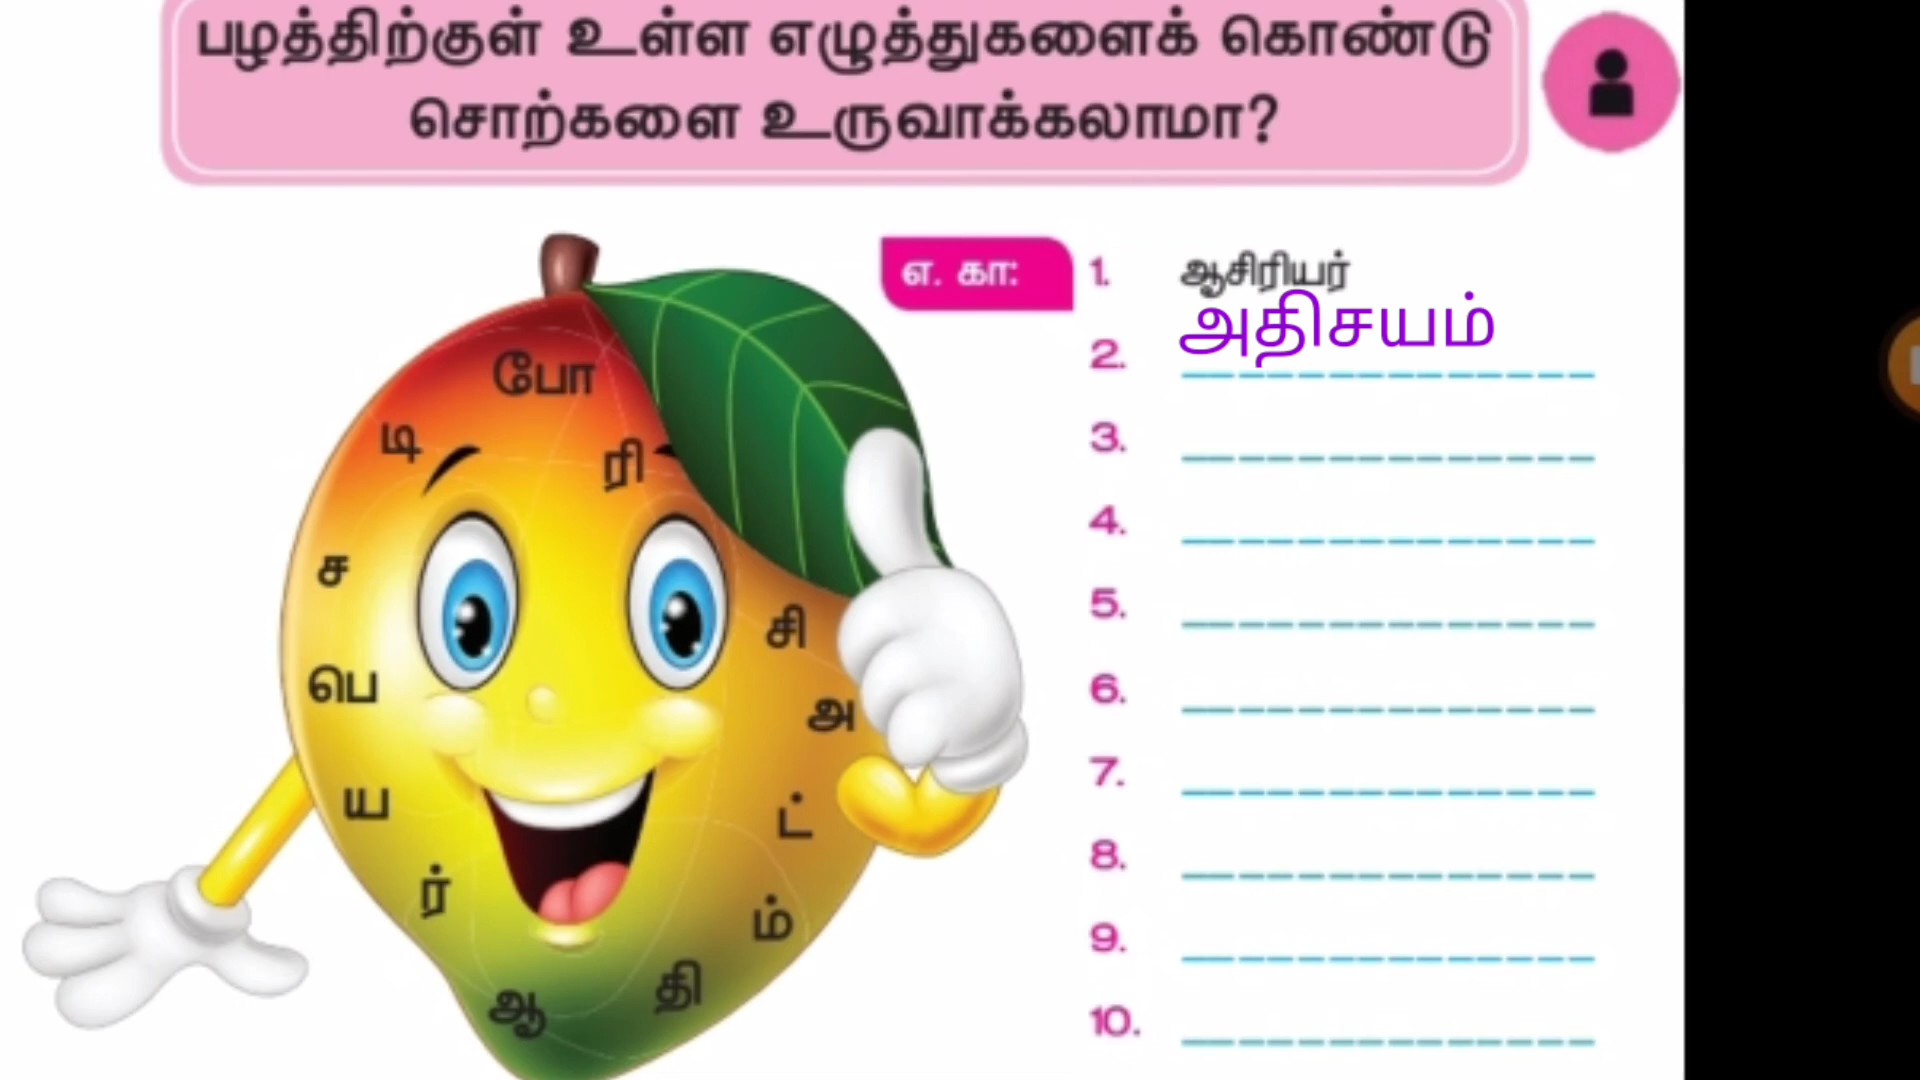 பழத்திற்குள் உள்ள எழுத்துகளைக் கொண்டு
சொற்களை உருவாக்கலாமா?
எ. கா:
1. ஆசிரியர்
2. அதிசயம்
3.
4.
5.
6.
7.
8.
9.
10.
போ
டி
ரி
ச
சி
பெ
அ
ய
ட்
ர்
ம்
தி
ஆ